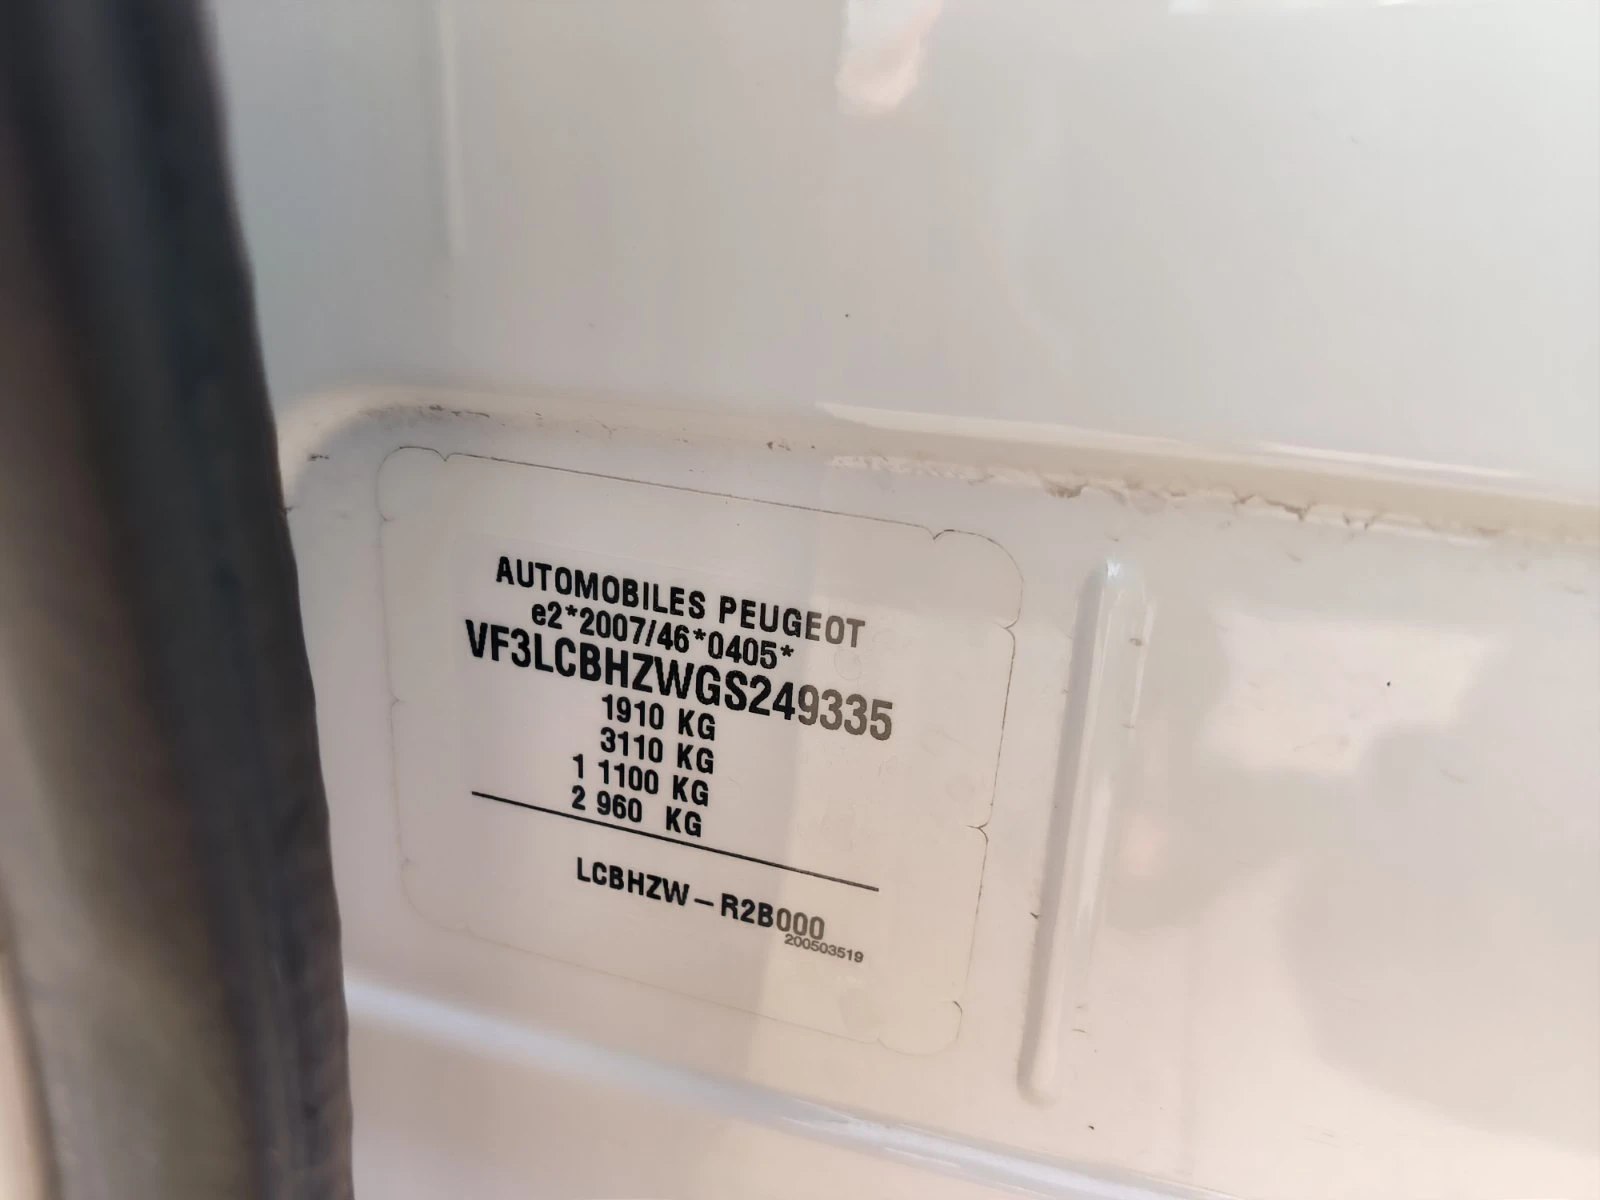 AUTOMOBILES PEUGEOT
e2*2007/46*0405*
VF3LCBHZWGS249335
1910 KG
3110 KG
1 1100 KG
2 960 KG
LCBHZW-R2B000
200503519